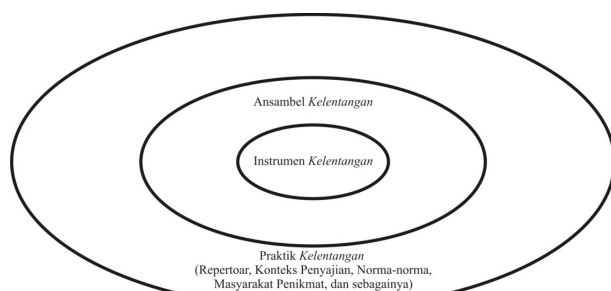 Ansambel Kelentangan
Instrumen Kelentangan
Praktik Kelentangan
(Repertoar, Konteks Penyajian, Norma-norma,
Masyarakat Penikmat, dan sebagainya)